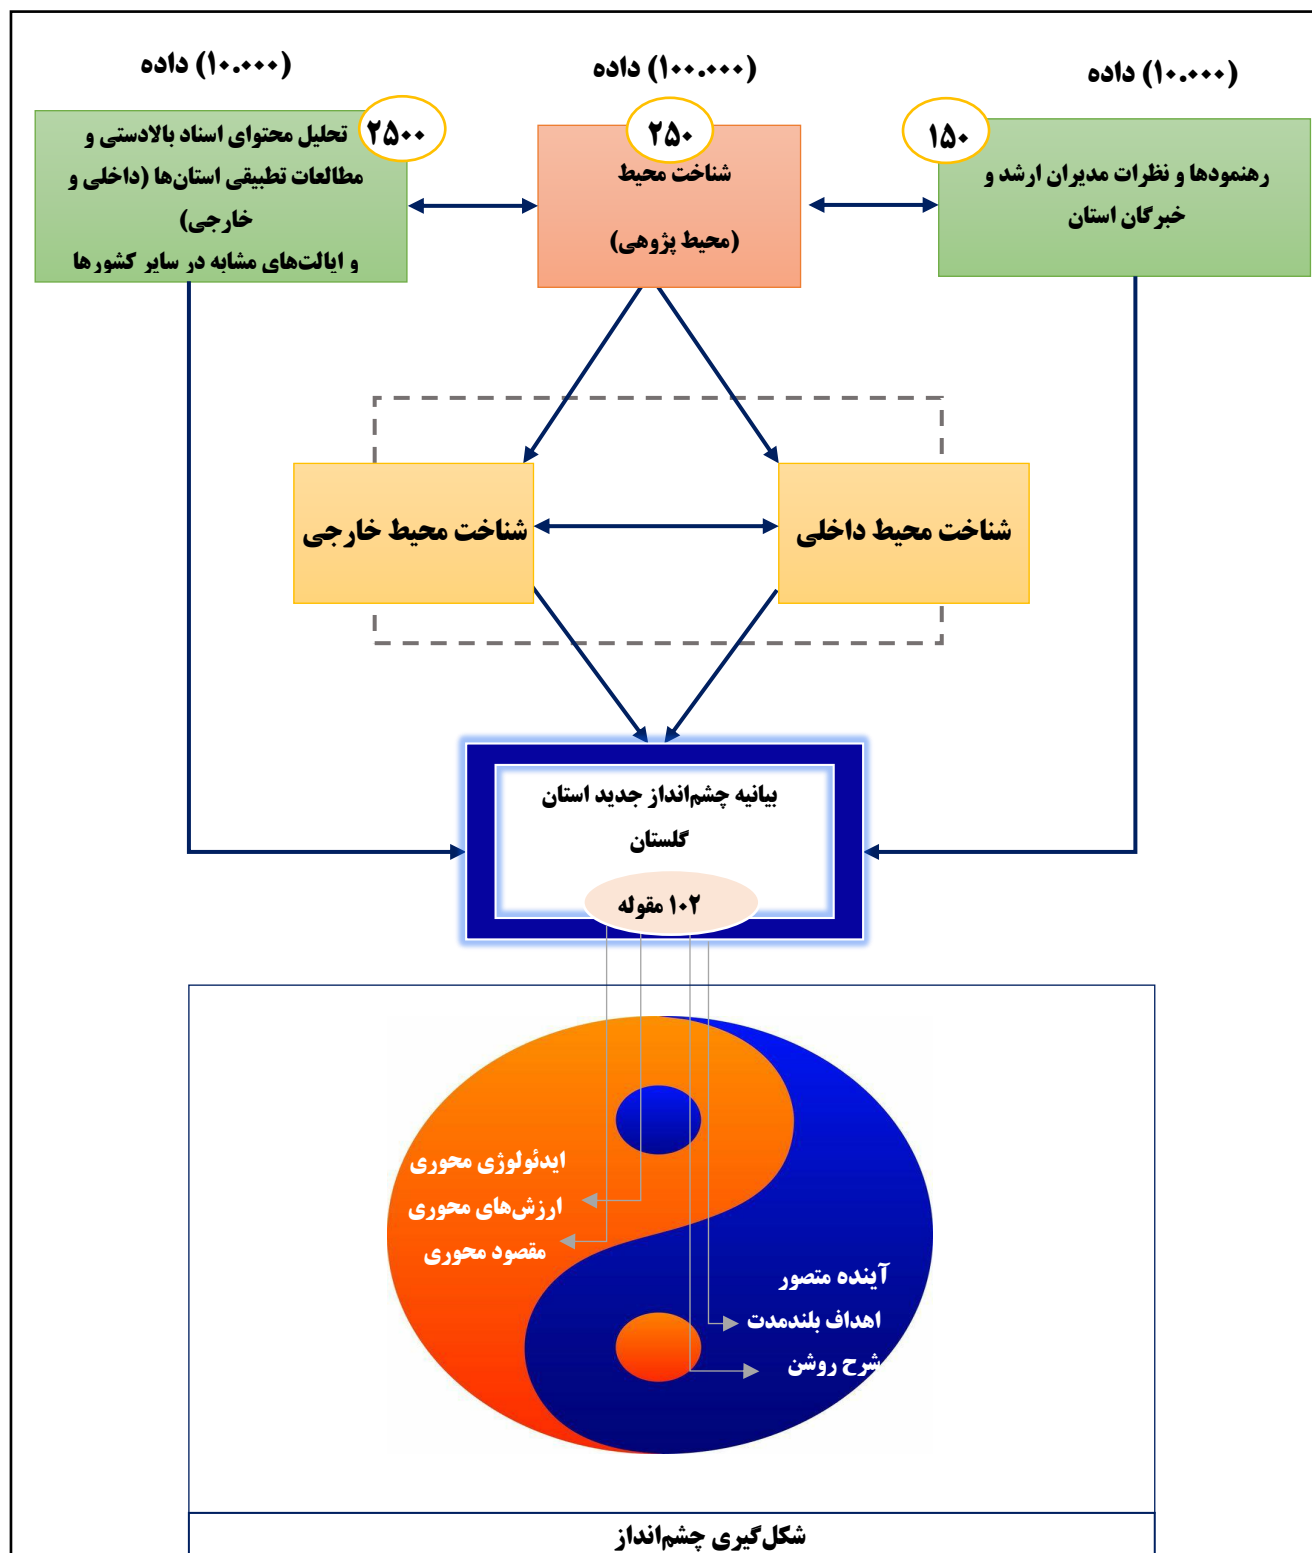 (۱۰.۰۰۰) داده
(۱۰۰.۰۰۰) داده
(۱۰.۰۰۰) داده
۱۵۰
رهنمودها و نظرات مدیران ارشد و
خبرگان استان
۲۵۰
شناخت محیط
(محیط پژوهی)
۲۵۰۰
تحلیل محتوای اسناد بالادستی و
مطالعات تطبیقی استان‌ها (داخلی و
خارجی)
و ایالت‌های مشابه در سایر کشورها
شناخت محیط داخلی
شناخت محیط خارجی
بیانیه چشم‌انداز جدید استان
گلستان
۱۰۲ مقوله
ایدئولوژی محوری
ارزش‌های محوری
مقصود محوری
آینده متصور
اهداف بلندمدت
شرح روشن
شکل‌گیری چشم‌انداز